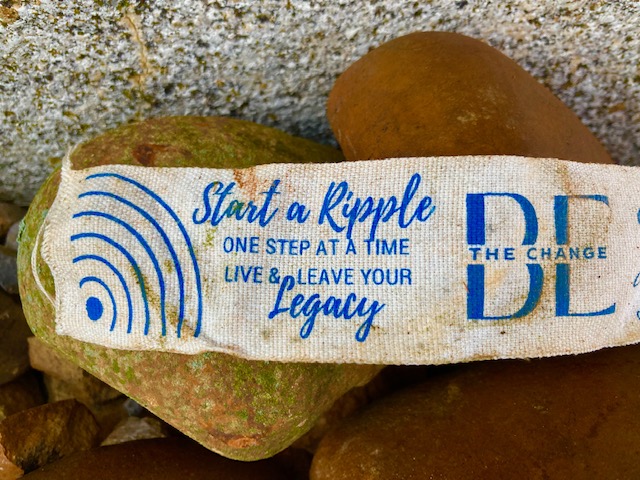 Start a Ripple
ONE STEP AT A TIME
LIVE & LEAVE YOUR
Legacy
BE
THE CHANGE